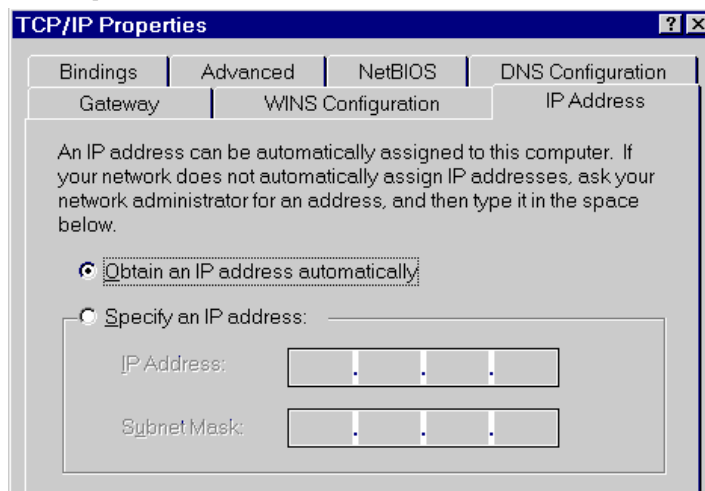 TCP/IP Properties
Bindings Advanced NetBIOS DNS Configuration
Gateway WINS Configuration IP Address
An IP address can be automatically assigned to this computer. If
your network does not automatically assign IP addresses, ask your
network administrator for an address, and then type it in the space
below.
Obtain an IP address automatically
Specify an IP address:
IP Address:
Subnet Mask: